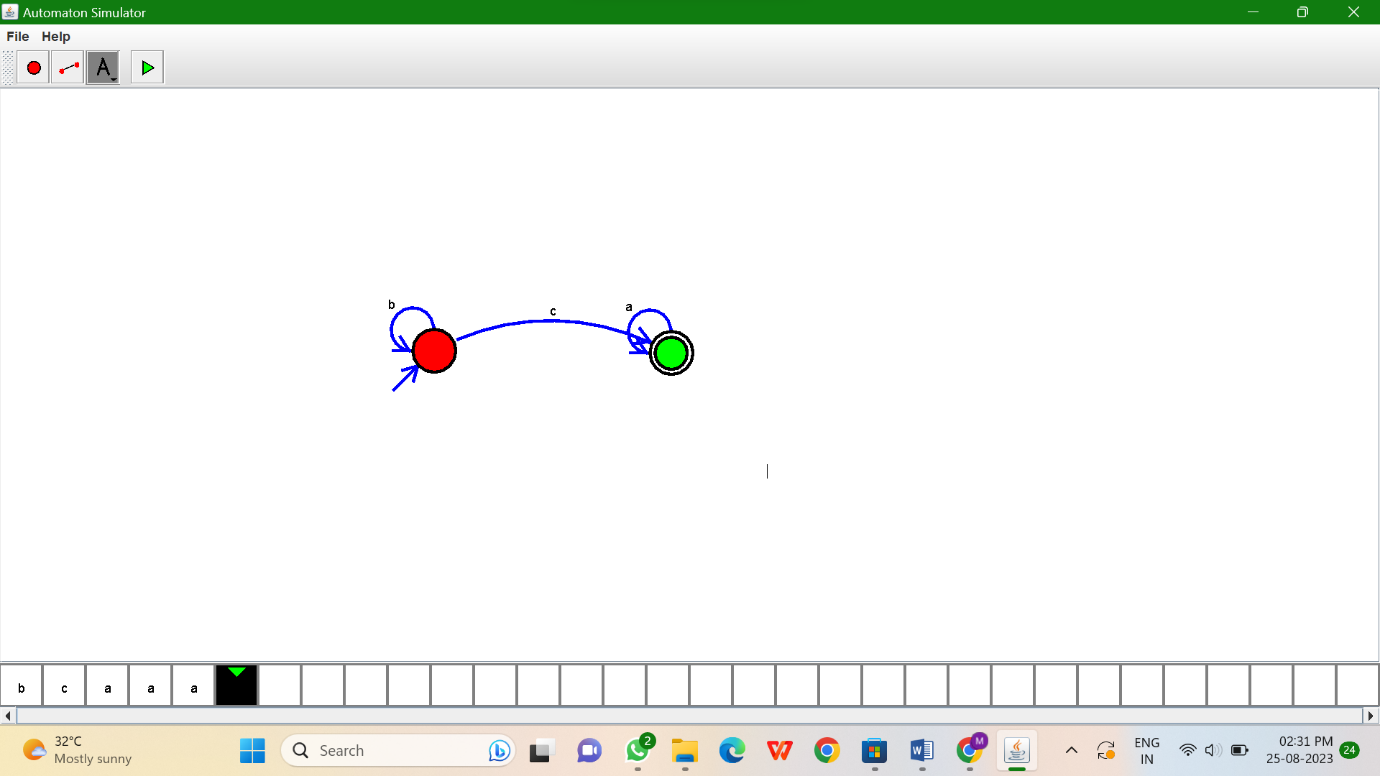 Automaton Simulator
File Help
A
b
c
a
b c a a a
32°C
Mostly sunny
Search
2
M
ENG
IN
02:31 PM
25-08-2023
24